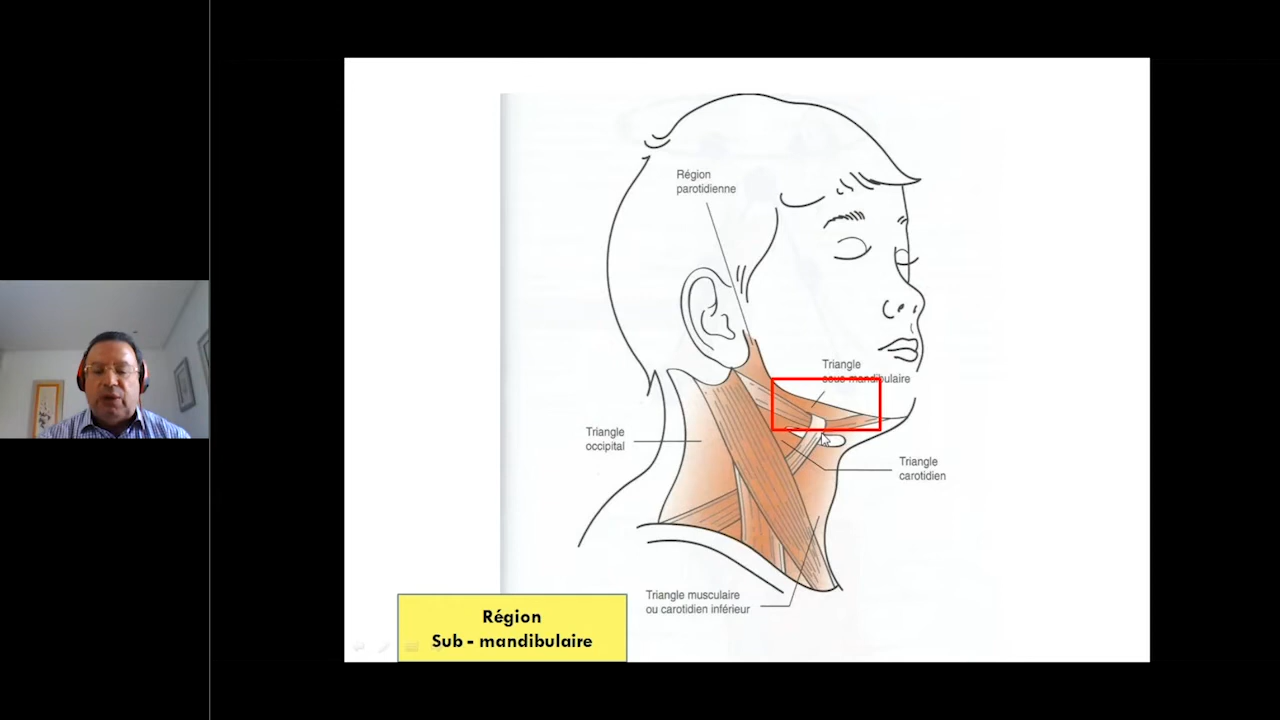 Région
parotidienne
Triangle
sous mandibulaire
Triangle
occipital
Triangle
carotidien
Triangle musculaire
ou carotidien inférieur
Région
Sub - mandibulaire